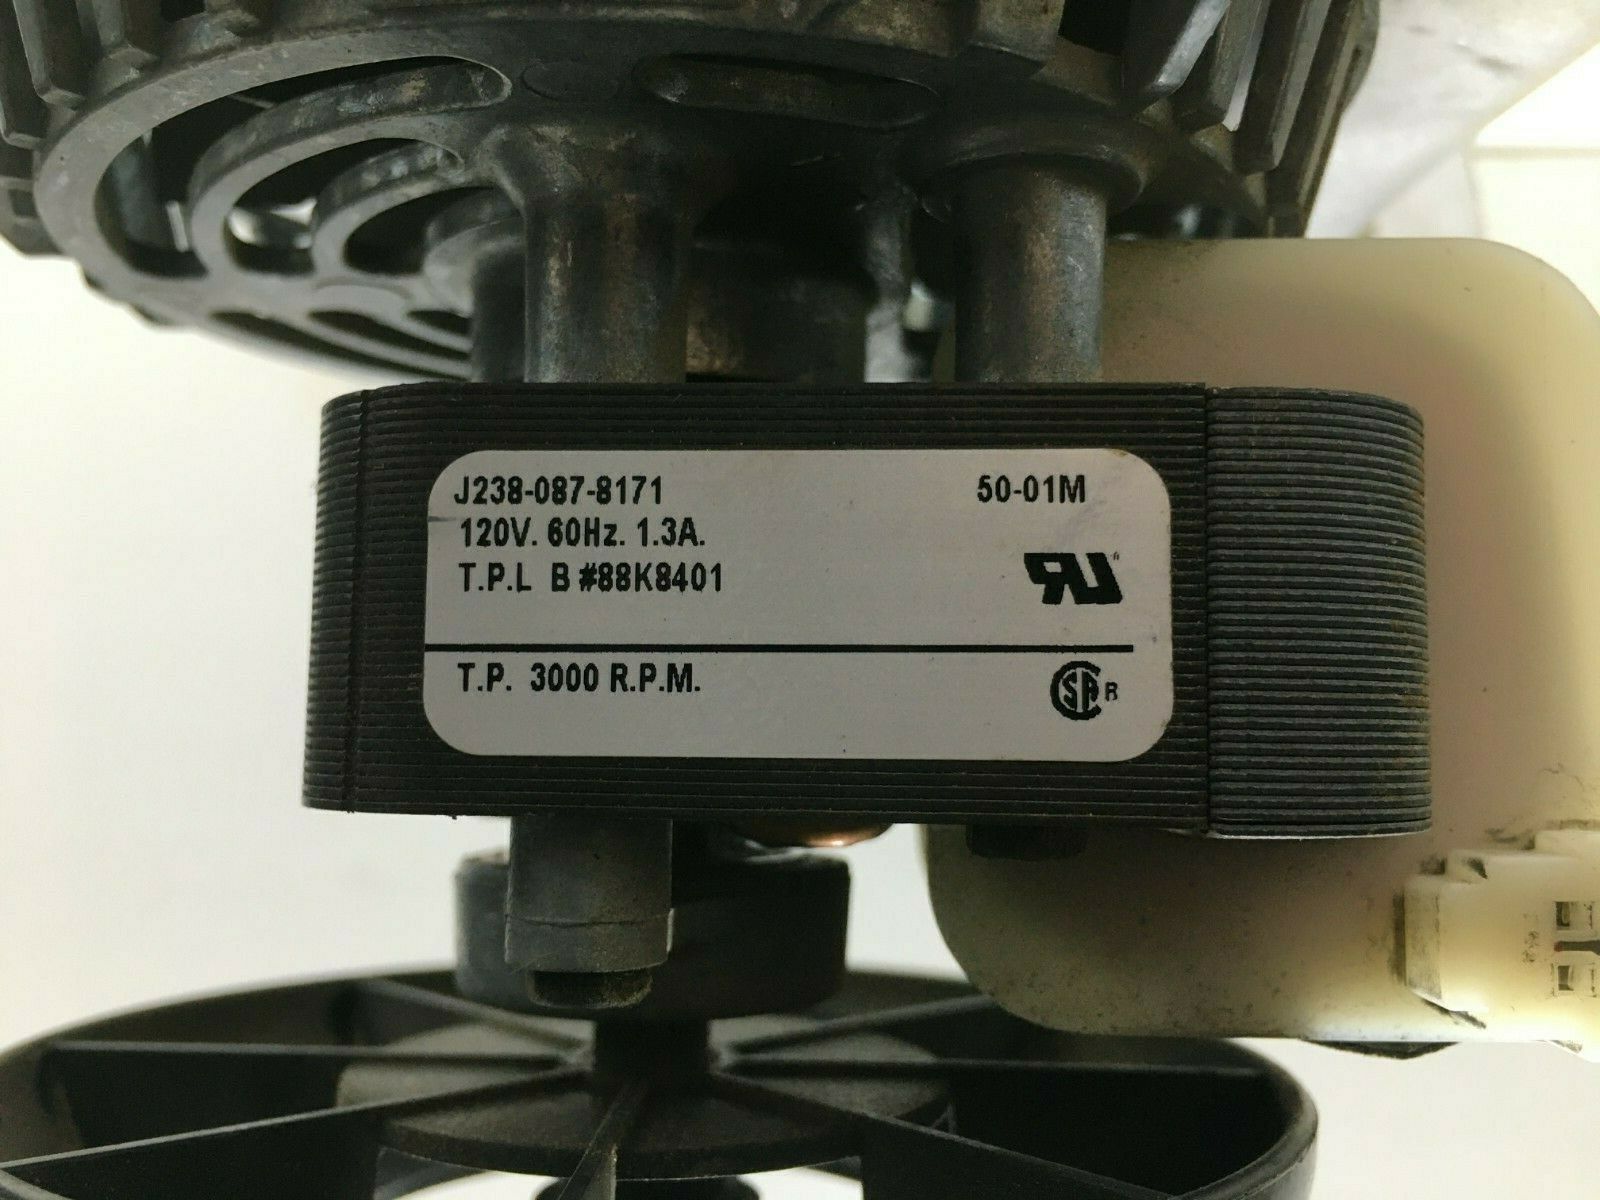 J238-087-8171 50-01M
120V. 60Hz. 1.3A.
T.P.L B #88K8401
T.P. 3000 R.P.M.